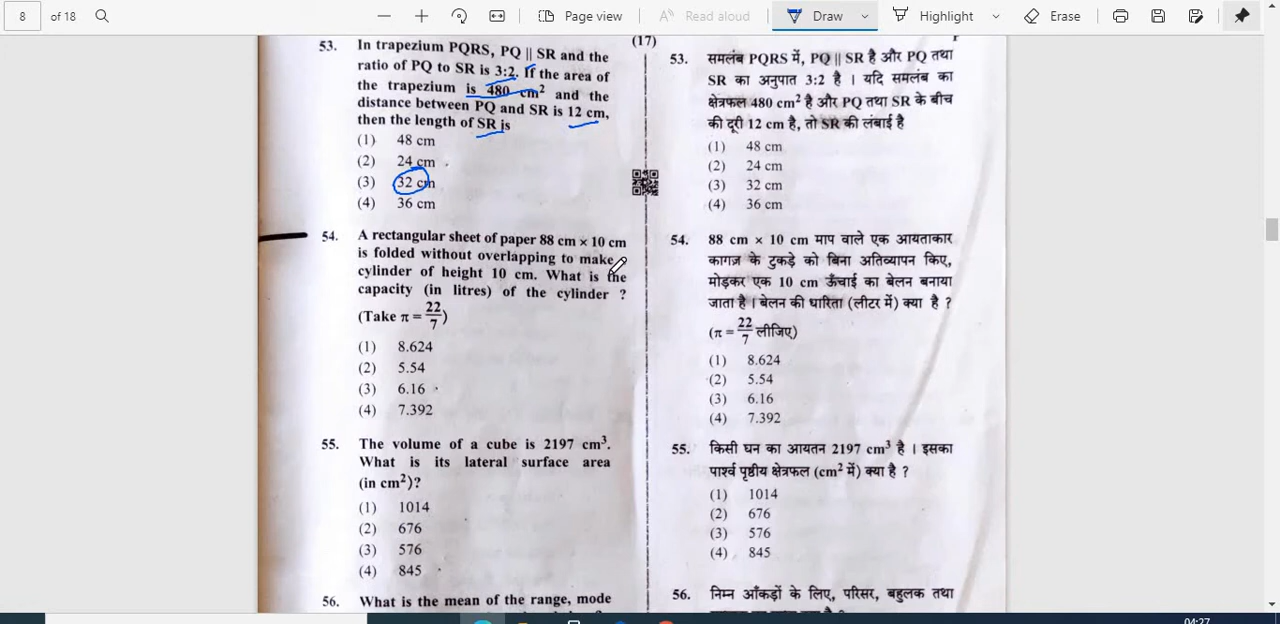 8 of 18 Page view Read aloud Draw Highlight Erase
(17)
53. In trapezium PQRS, PQ || SR and the
ratio of PQ to SR is 3:2. If the area of
the trapezium is 480 cm² and the
distance between PQ and SR is 12 cm,
then the length of SR is
(1) 48 cm
(2) 24 cm
(3) 32 cm
(4) 36 cm
54. A rectangular sheet of paper 88 cm × 10 cm
is folded without overlapping to make
cylinder of height 10 cm. What is the
capacity (in litres) of the cylinder ?
(Take π = 22/7)
(1) 8.624
(2) 5.54
(3) 6.16
(4) 7.392
55. The volume of a cube is 2197 cm³.
What is its lateral surface area
(in cm²)?
(1) 1014
(2) 676
(3) 576
(4) 845
56. What is the mean of the range, mode
53. समलंब PQRS में, PQ || SR है और PQ तथा
SR का अनुपात 3:2 है । यदि समलंब का
क्षेत्रफल 480 cm² है और PQ तथा SR के बीच
की दूरी 12 cm है, तो SR की लंबाई है
(1) 48 cm
(2) 24 cm
(3) 32 cm
(4) 36 cm
54. 88 cm × 10 cm माप वाले एक आयताकार
कागज़ के टुकड़े को बिना अतिव्यापन किए,
मोड़कर एक 10 cm ऊँचाई का बेलन बनाया
जाता है । बेलन की धारिता (लीटर में) क्या है ?
(π = 22/7 लीजिए)
(1) 8.624
(2) 5.54
(3) 6.16
(4) 7.392
55. किसी घन का आयतन 2197 cm³ है । इसका
पार्श्व पृष्ठीय क्षेत्रफल (cm² में) क्या है ?
(1) 1014
(2) 676
(3) 576
(4) 845
56. निम्न आँकड़ों के लिए, परिसर, बहुलक तथा
04:27